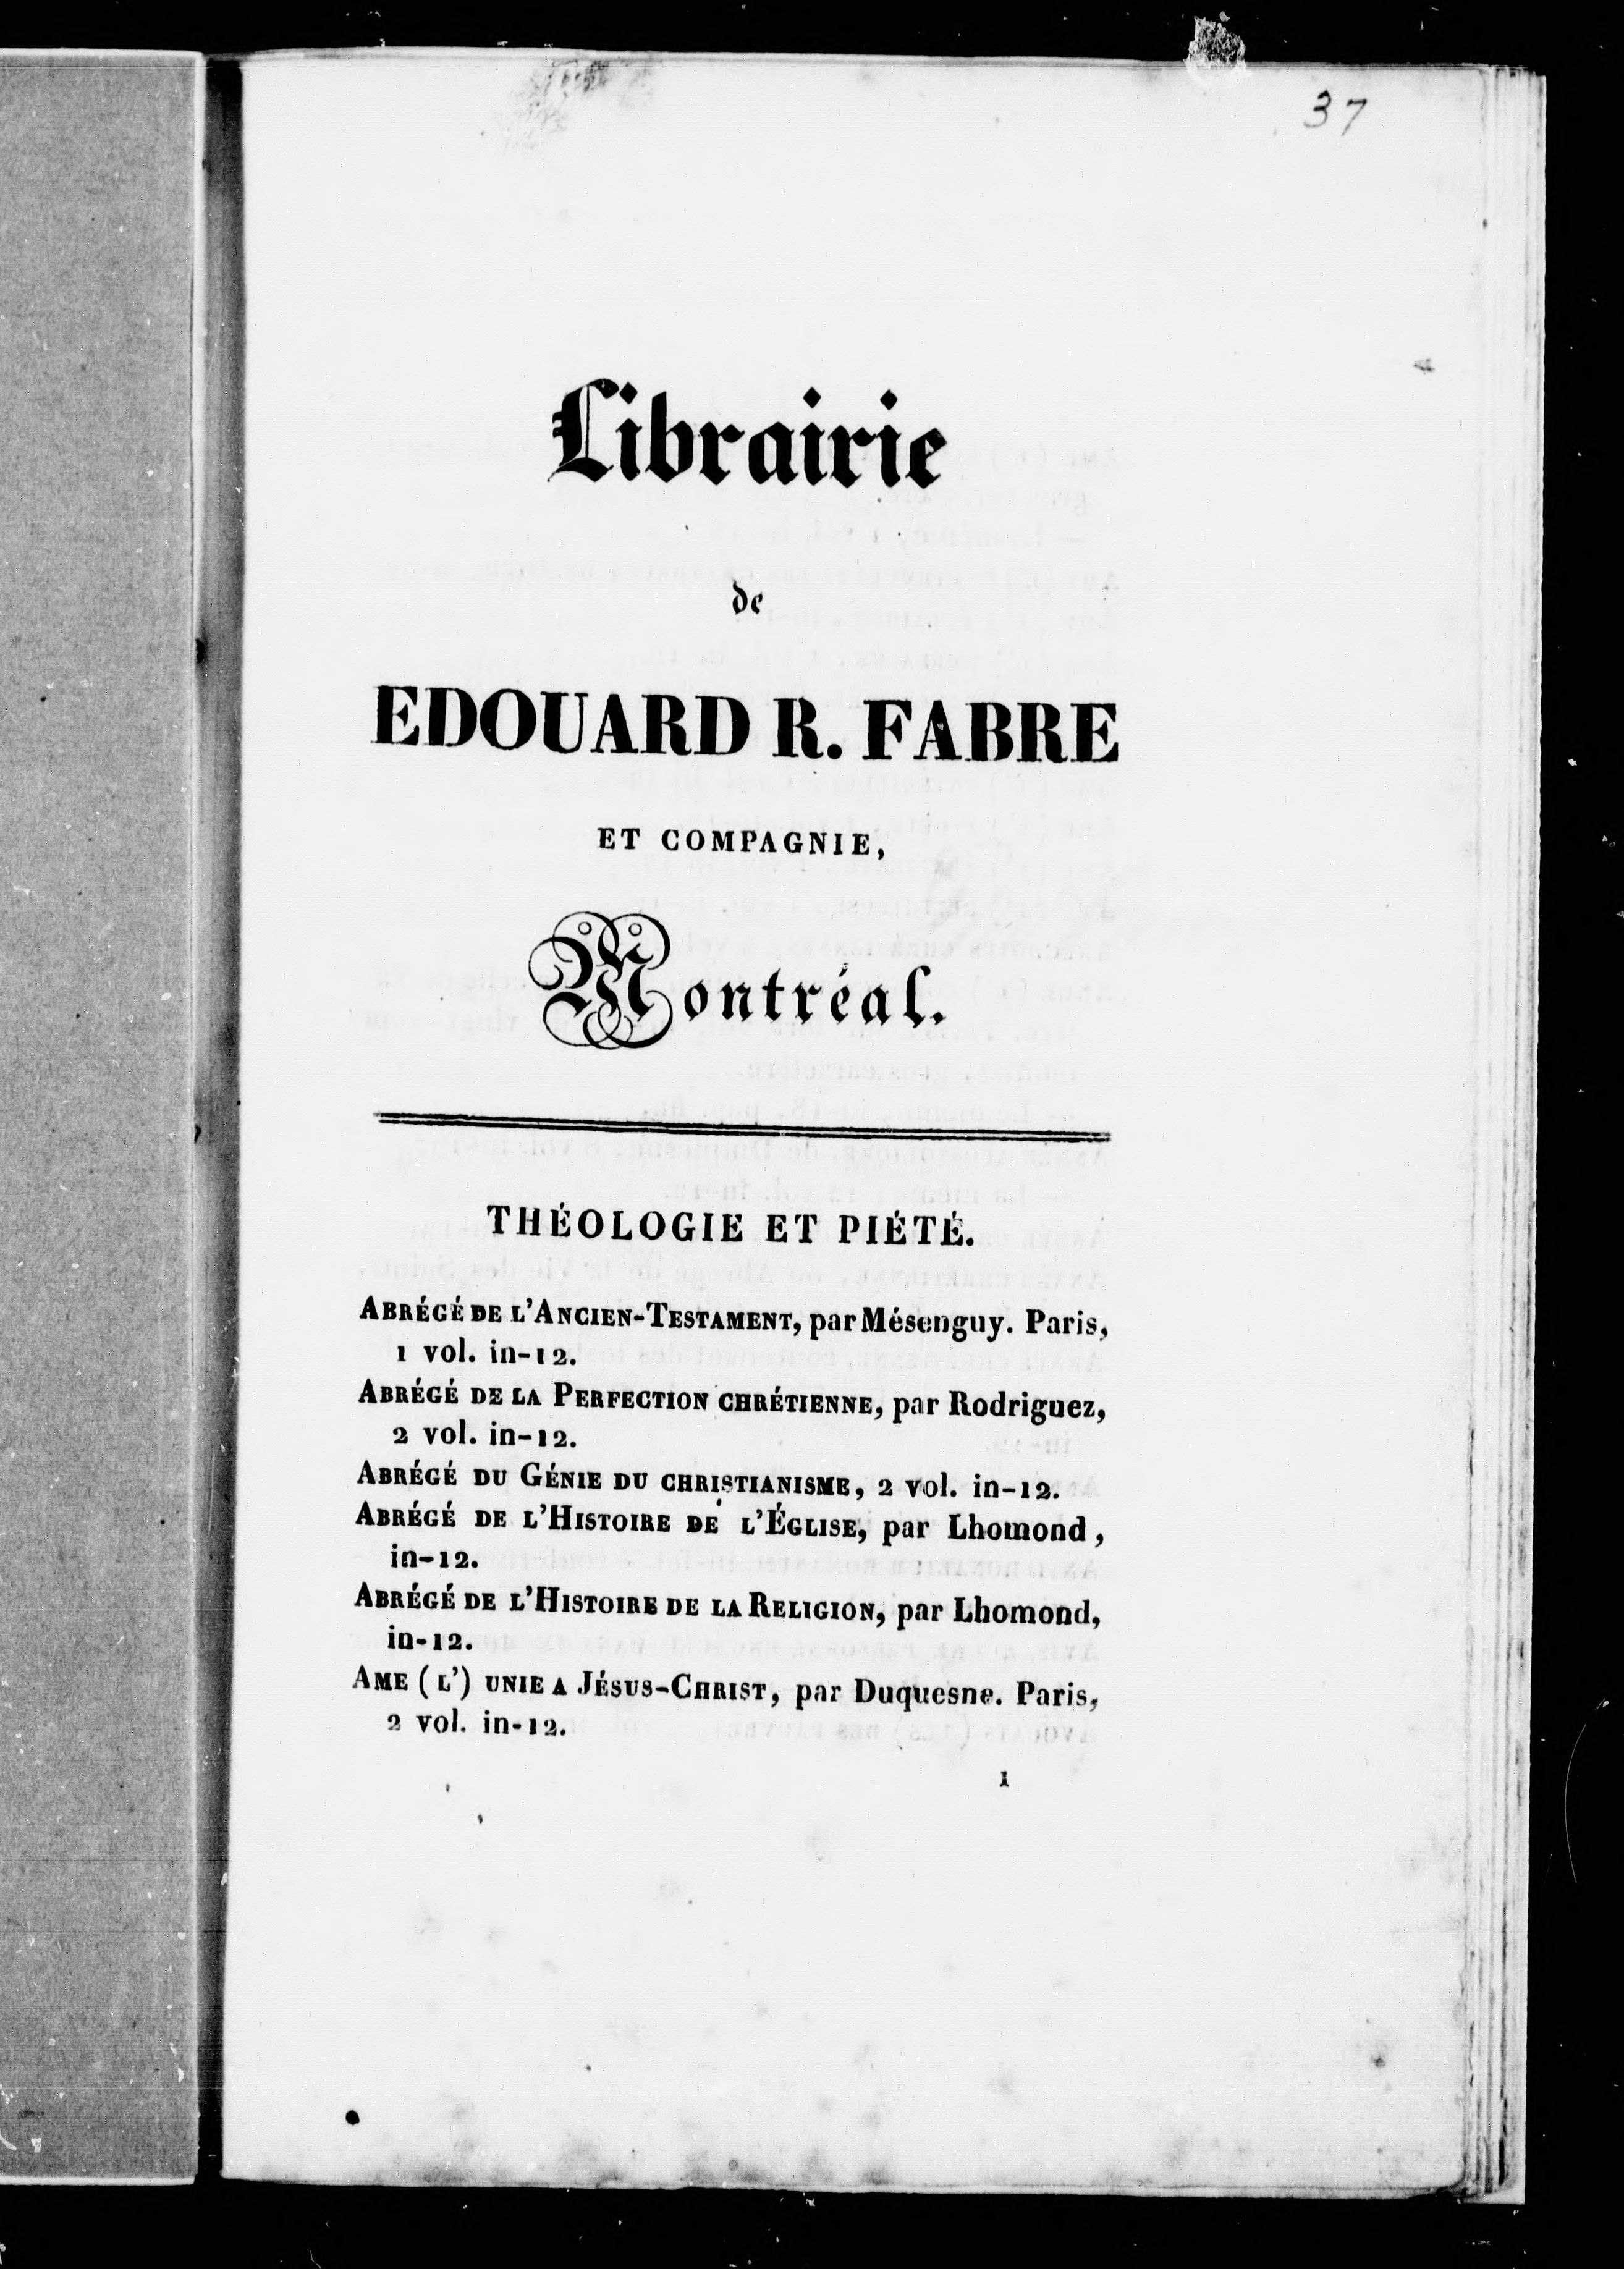 37
Librairie
de
EDOUARD R. FABRE
ET COMPAGNIE,
Montréal.
THÉOLOGIE ET PIÉTÉ.
ABRÉGÉ DE L'ANCIEN-TESTAMENT, par Mésenguy. Paris,
1 vol. in-12.
ABRÉGÉ DE LA PERFECTION CHRÉTIENNE, par Rodriguez,
2 vol. in-12.
ABRÉGÉ DU GÉNIE DU CHRISTIANISME, 2 vol. in-12.
ABRÉGÉ DE L'HISTOIRE DE L'ÉGLISE, par Lhomond,
in-12.
ABRÉGÉ DE L'HISTOIRE DE LA RELIGION, par Lhomond,
in-12.
AME (L') UNIE A JÉSUS-CHRIST, par Duquesne. Paris,
2 vol. in-12.
1